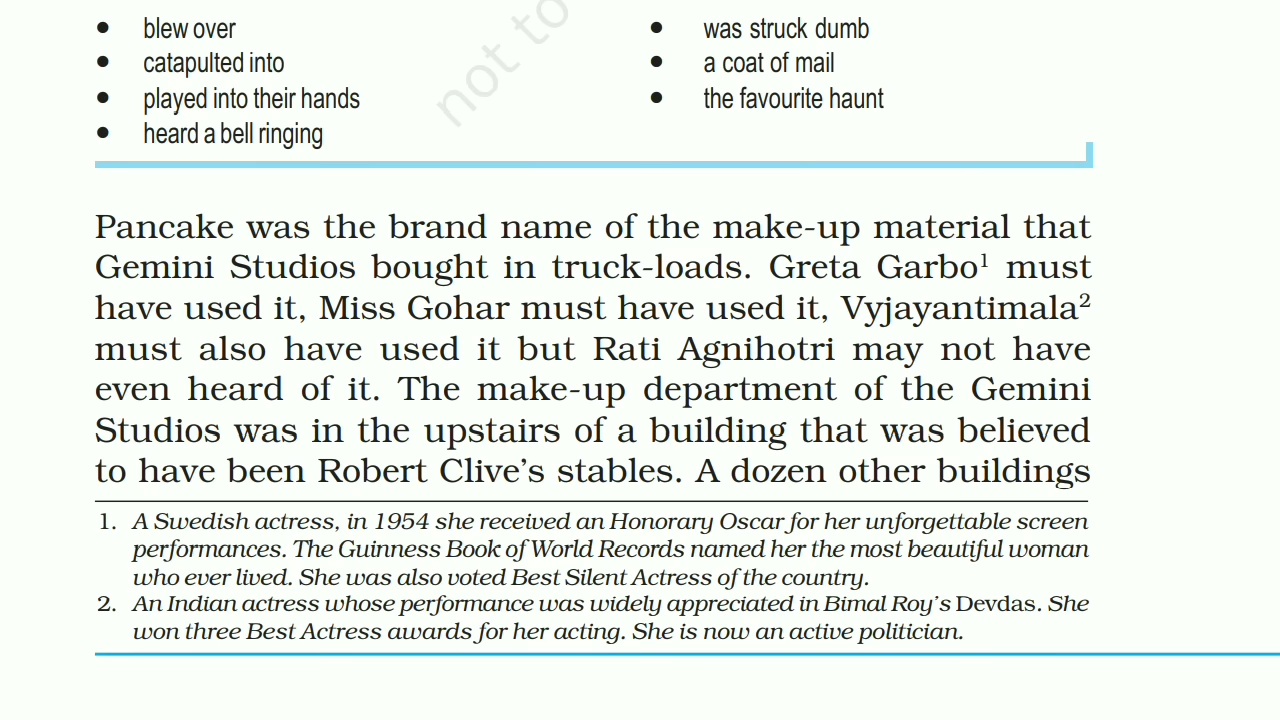 • blew over
• catapulted into
• played into their hands
• heard a bell ringing
• was struck dumb
• a coat of mail
• the favourite haunt
not to
Pancake was the brand name of the make-up material that
Gemini Studios bought in truck-loads. Greta Garbo¹ must
have used it, Miss Gohar must have used it, Vyjayantimala²
must also have used it but Rati Agnihotri may not have
even heard of it. The make-up department of the Gemini
Studios was in the upstairs of a building that was believed
to have been Robert Clive’s stables. A dozen other buildings
1. A Swedish actress, in 1954 she received an Honorary Oscar for her unforgettable screen
performances. The Guinness Book of World Records named her the most beautiful woman
who ever lived. She was also voted Best Silent Actress of the country.
2. An Indian actress whose performance was widely appreciated in Bimal Roy’s Devdas. She
won three Best Actress awards for her acting. She is now an active politician.